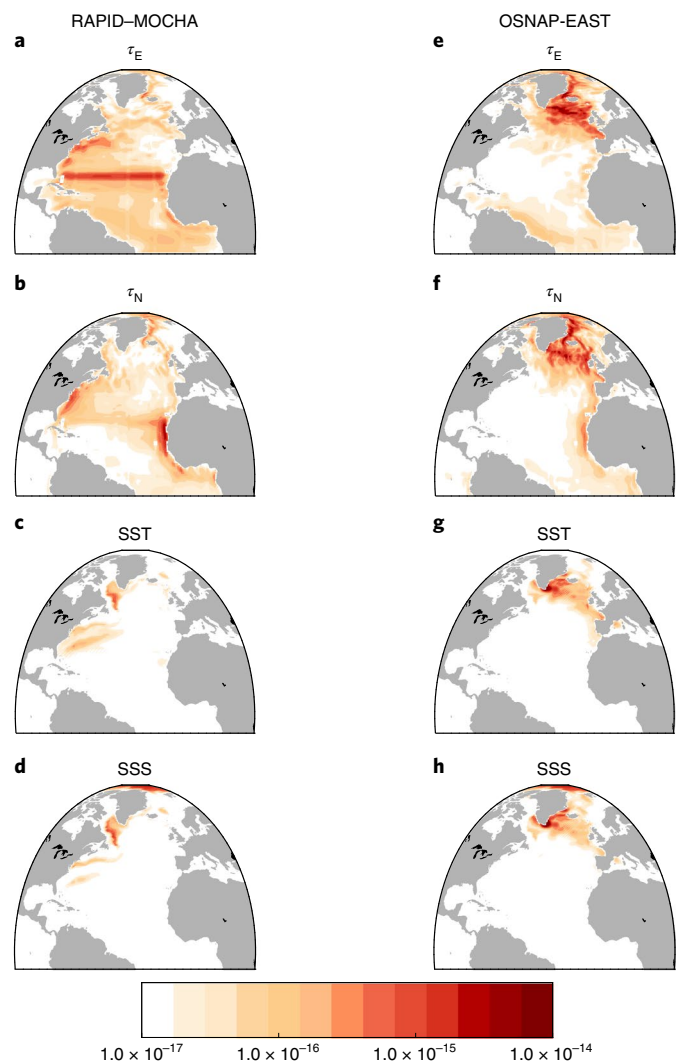 RAPID–MOCHA
a
τE
b
τN
c
SST
d
SSS
OSNAP-EAST
e
τE
f
τN
g
SST
h
SSS
1.0 × 10⁻¹⁷ 1.0 × 10⁻¹⁶ 1.0 × 10⁻¹⁵ 1.0 × 10⁻¹⁴